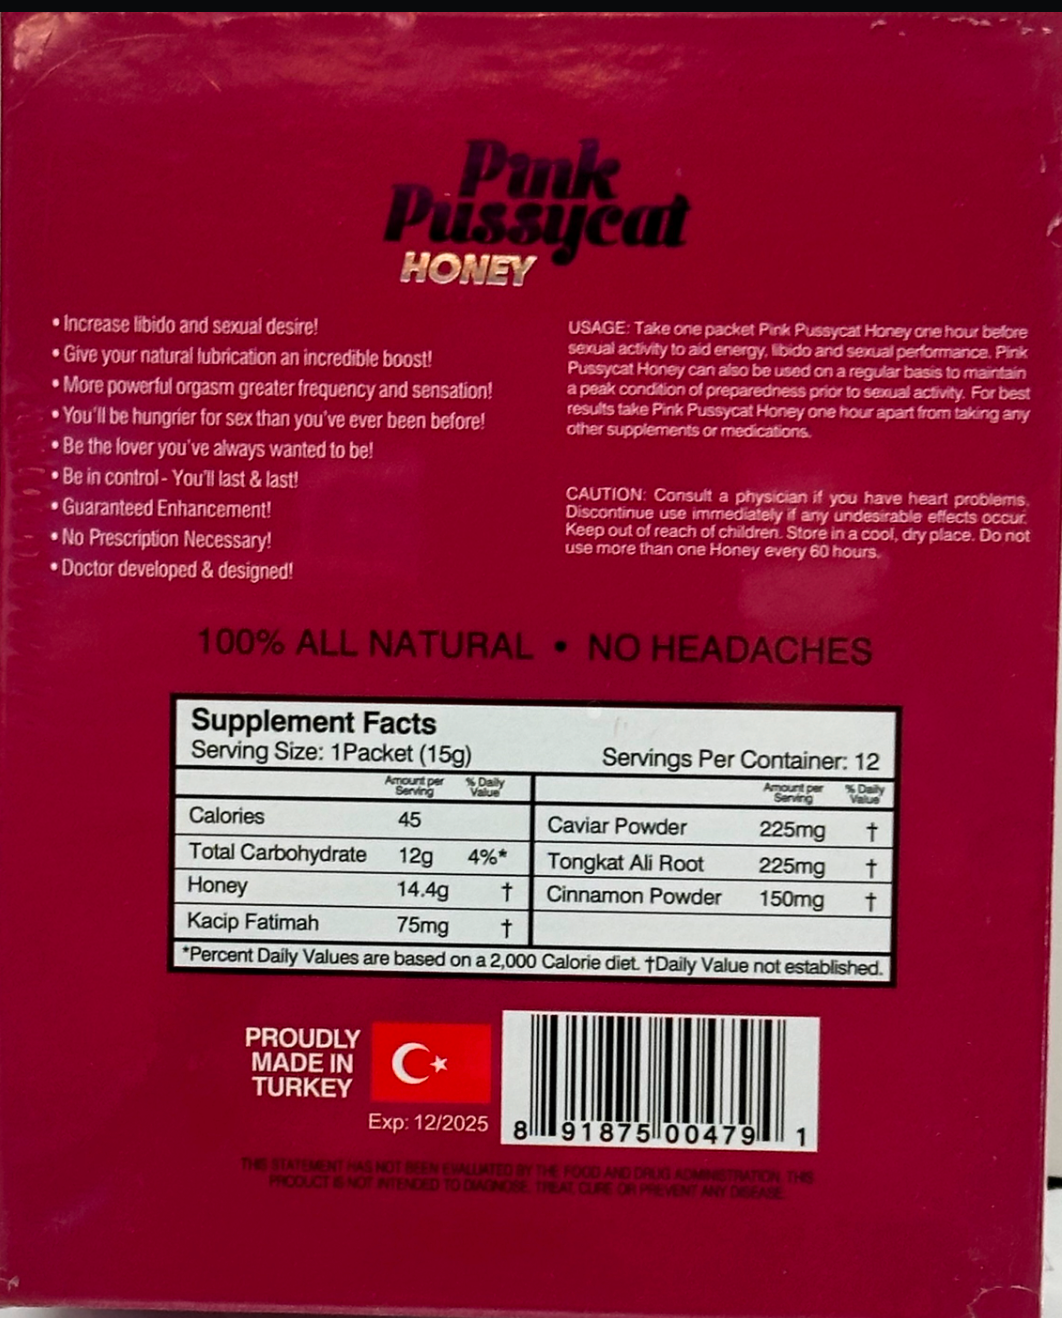 Pink
Pussycat
HONEY
• Increase libido and sexual desire!
• Give your natural lubrication an incredible boost!
• More powerful orgasm greater frequency and sensation!
• You'll be hungrier for sex than you've ever been before!
• Be the lover you've always wanted to be!
• Be in control - You'll last & last!
• Guaranteed Enhancement!
• No Prescription Necessary!
• Doctor developed & designed!
USAGE: Take one packet Pink Pussycat Honey one hour before
sexual activity to aid energy, libido and sexual performance. Pink
Pussycat Honey can also be used on a regular basis to maintain
a peak condition of preparedness prior to sexual activity. For best
results take Pink Pussycat Honey one hour apart from taking any
other supplements or medications.
CAUTION: Consult a physician if you have heart problems.
Discontinue use immediately if any undesirable effects occur.
Keep out of reach of children. Store in a cool, dry place. Do not
use more than one Honey every 60 hours.
100% ALL NATURAL • NO HEADACHES
Supplement Facts
Serving Size: 1Packet (15g) Servings Per Container: 12
Amount per Serving % Daily Value
Calories 45
Total Carbohydrate 12g 4%*
Honey 14.4g †
Kacip Fatimah 75mg †
Amount per Serving % Daily Value
Caviar Powder 225mg †
Tongkat Ali Root 225mg †
Cinnamon Powder 150mg †
*Percent Daily Values are based on a 2,000 Calorie diet. †Daily Value not established.
PROUDLY
MADE IN
TURKEY
Exp: 12/2025
8 91875 00479 1
THIS STATEMENT HAS NOT BEEN EVALUATED BY THE FOOD AND DRUG ADMINISTRATION. THIS
PRODUCT IS NOT INTENDED TO DIAGNOSE, TREAT, CURE OR PREVENT ANY DISEASE.